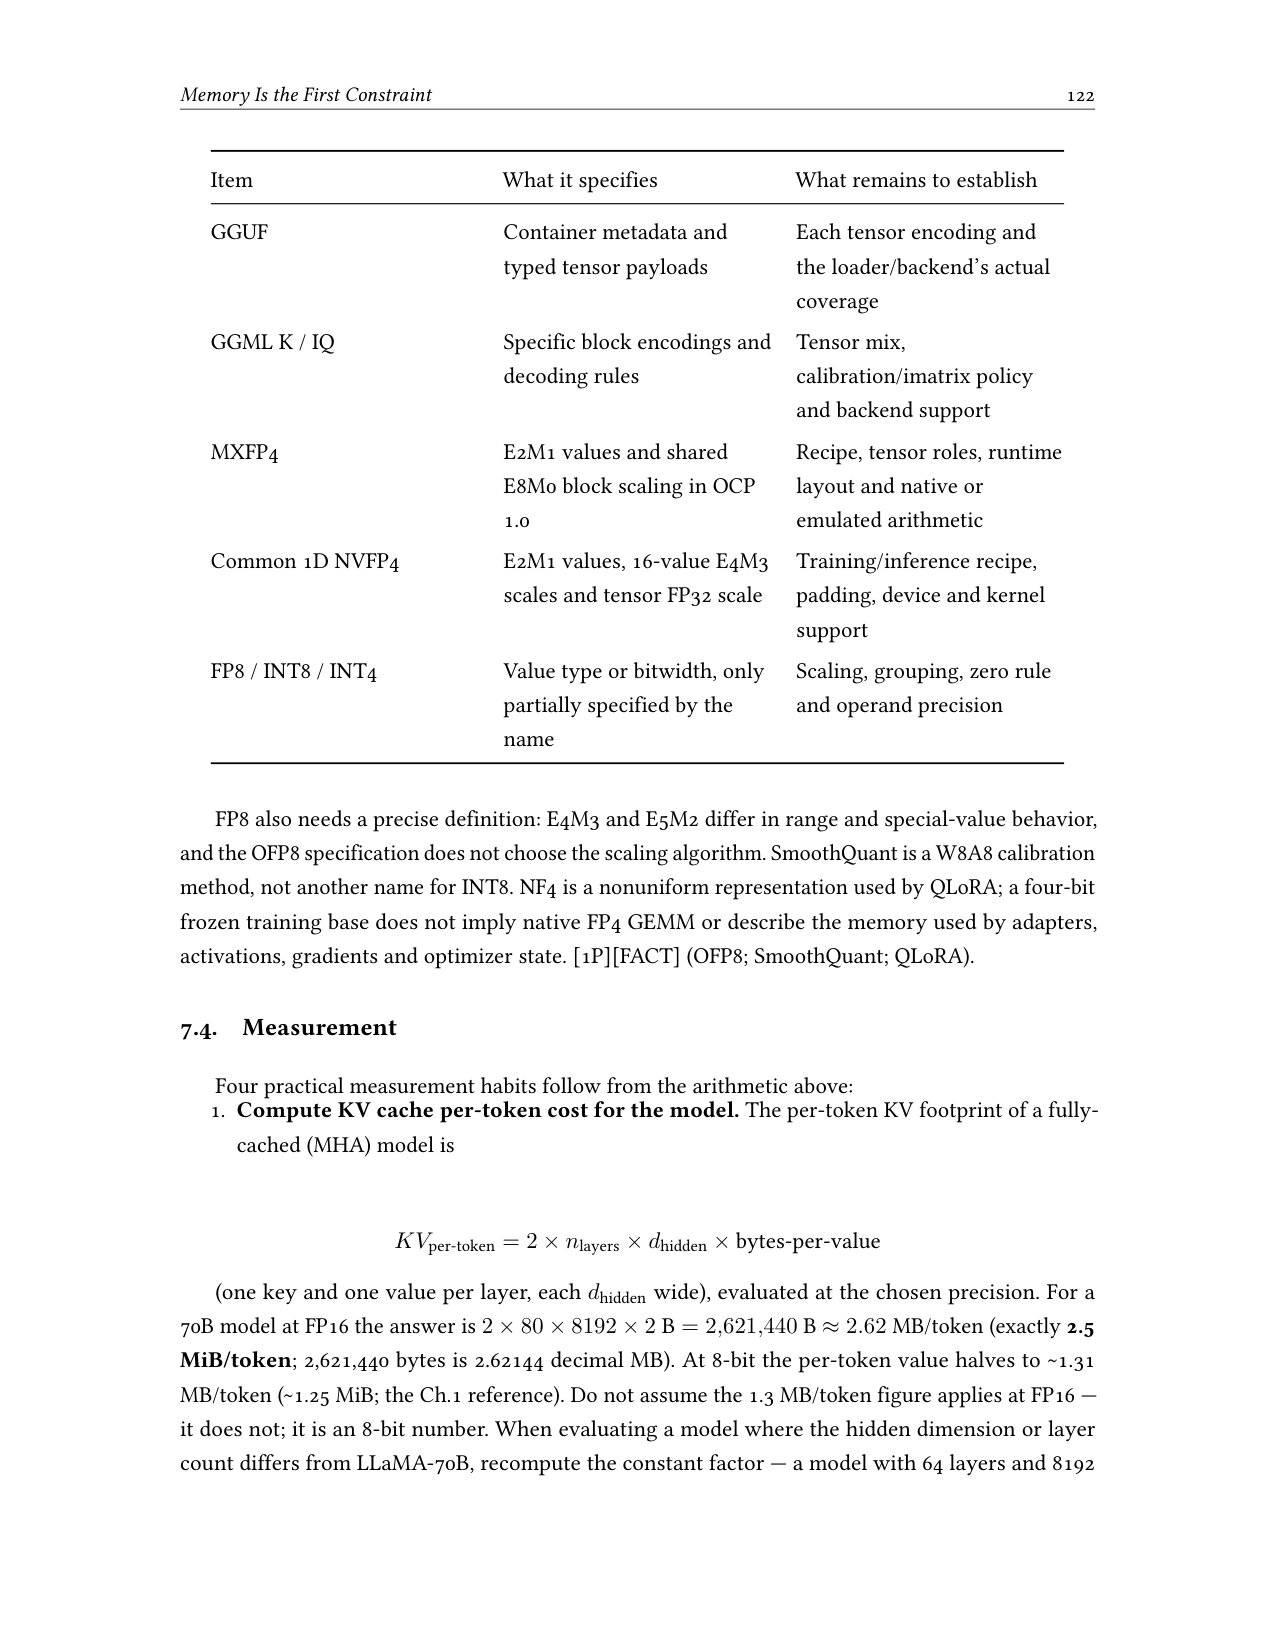 Memory Is the First Constraint 122
Item What it specifies What remains to establish
GGUF Container metadata and Each tensor encoding and
typed tensor payloads the loader/backend's actual
coverage
GGML K / IQ Specific block encodings and Tensor mix,
decoding rules calibration/imatrix policy
and backend support
MXFP4 E2M1 values and shared Recipe, tensor roles, runtime
E8M0 block scaling in OCP layout and native or
1.0 emulated arithmetic
Common 1D NVFP4 E2M1 values, 16-value E4M3 Training/inference recipe,
scales and tensor FP32 scale padding, device and kernel
support
FP8 / INT8 / INT4 Value type or bitwidth, only Scaling, grouping, zero rule
partially specified by the and operand precision
name
FP8 also needs a precise definition: E4M3 and E5M2 differ in range and special-value behavior,
and the OFP8 specification does not choose the scaling algorithm. SmoothQuant is a W8A8 calibration
method, not another name for INT8. NF4 is a nonuniform representation used by QLoRA; a four-bit
frozen training base does not imply native FP4 GEMM or describe the memory used by adapters,
activations, gradients and optimizer state. [1P][FACT] (OFP8; SmoothQuant; QLoRA).
7.4. Measurement
Four practical measurement habits follow from the arithmetic above:
1. Compute KV cache per-token cost for the model. The per-token KV footprint of a fully-
cached (MHA) model is
KV_per-token = 2 × n_layers × d_hidden × bytes-per-value
(one key and one value per layer, each d_hidden wide), evaluated at the chosen precision. For a
70B model at FP16 the answer is 2 × 80 × 8192 × 2 B = 2,621,440 B ≈ 2.62 MB/token (exactly 2.5
MiB/token; 2,621,440 bytes is 2.62144 decimal MB). At 8-bit the per-token value halves to ~1.31
MB/token (~1.25 MiB; the Ch.1 reference). Do not assume the 1.3 MB/token figure applies at FP16 —
it does not; it is an 8-bit number. When evaluating a model where the hidden dimension or layer
count differs from LLaMA-70B, recompute the constant factor — a model with 64 layers and 8192